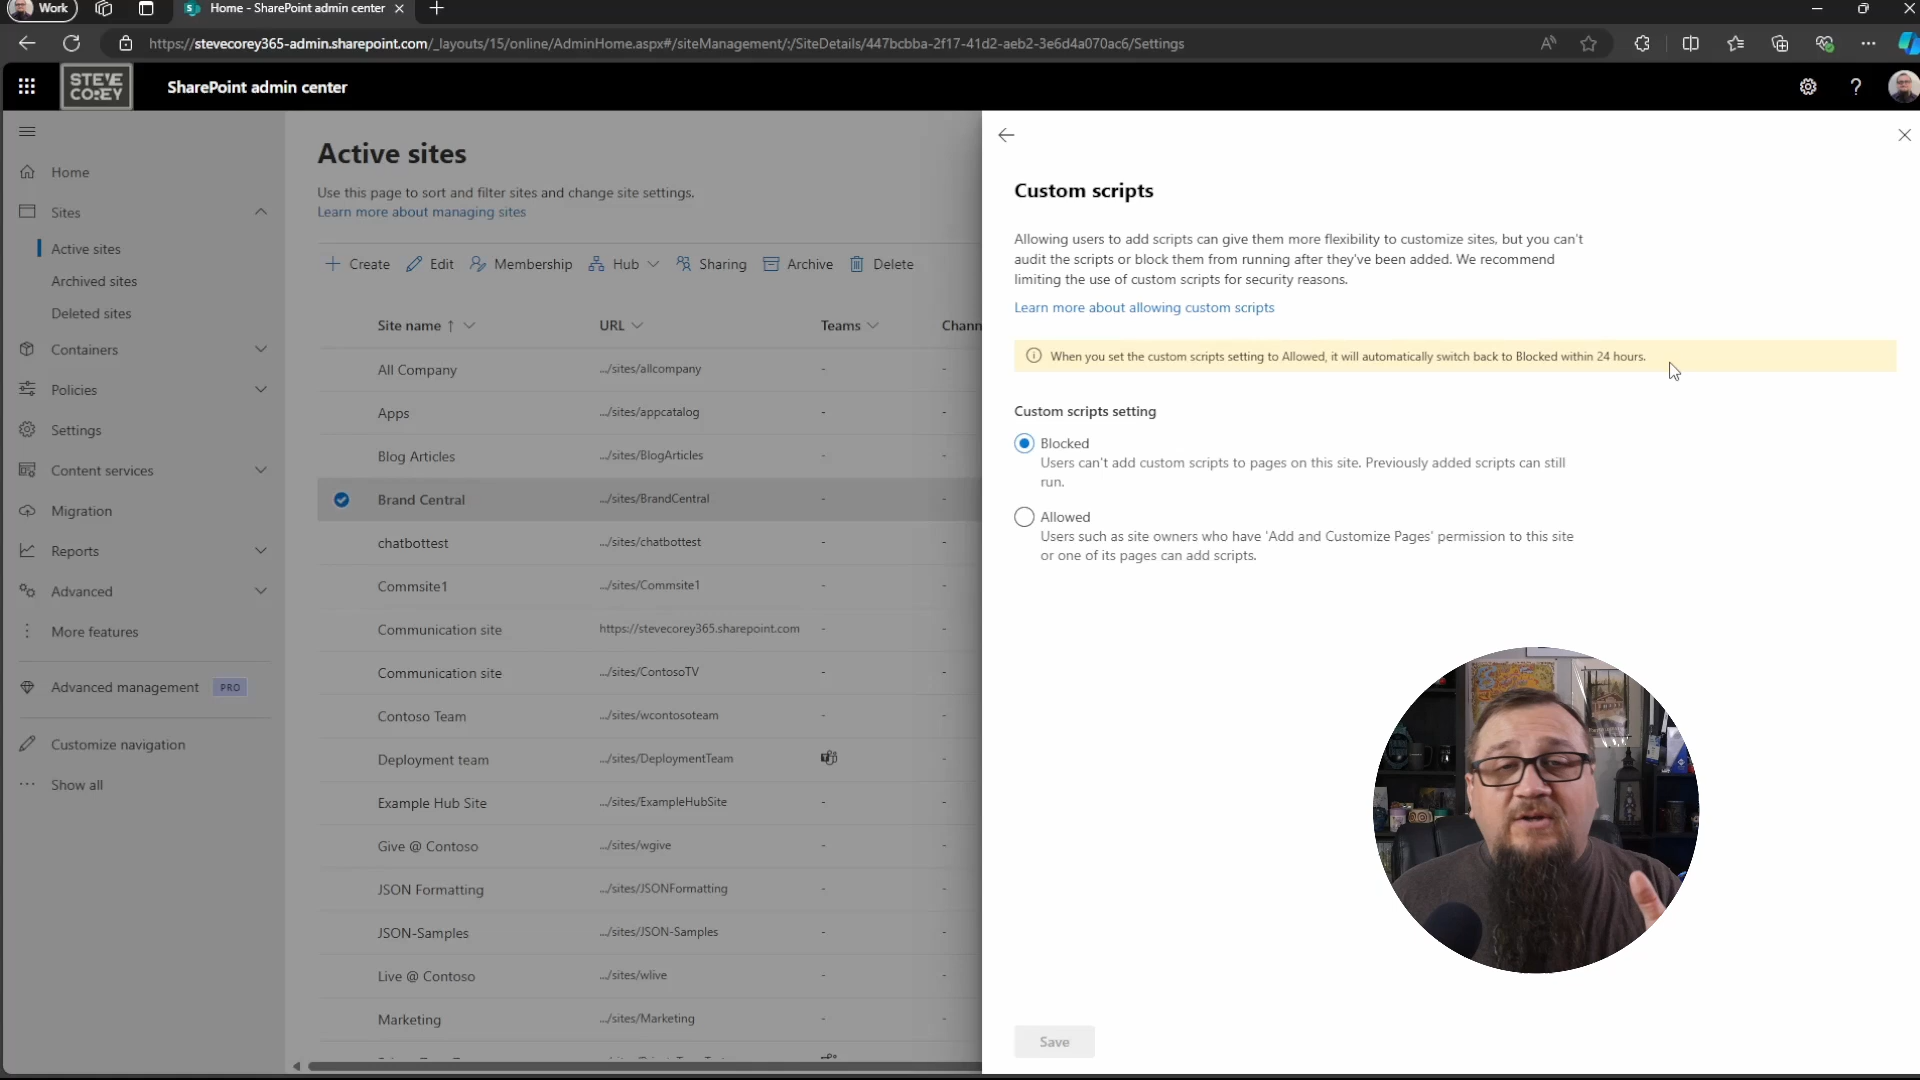 Work
Home - SharePoint admin center
https://stevecorey365-admin.sharepoint.com/_layouts/15/online/AdminHome.aspx#/siteManagement/:/SiteDetails/447bcbba-2f17-41d2-aeb2-3e6d4a070ac6/Settings
STEVE
COREY
SharePoint admin center
Home
Sites
Active sites
Archived sites
Deleted sites
Containers
Policies
Settings
Content services
Migration
Reports
Advanced
More features
Advanced management PRO
Customize navigation
Show all
Active sites
Use this page to sort and filter sites and change site settings.
Learn more about managing sites
Create Edit Membership Hub Sharing Archive Delete
Site name ↑ URL Teams Chann
All Company .../sites/allcompany - -
Apps .../sites/appcatalog - -
Blog Articles .../sites/BlogArticles - -
Brand Central .../sites/BrandCentral - -
chatbottest .../sites/chatbottest - -
Commsite1 .../sites/Commsite1 - -
Communication site https://stevecorey365.sharepoint.com - -
Communication site .../sites/ContosoTV - -
Contoso Team .../sites/wcontosoteam - -
Deployment team .../sites/DeploymentTeam -
Example Hub Site .../sites/ExampleHubSite - -
Give @ Contoso .../sites/wgive - -
JSON Formatting .../sites/JSONFormatting - -
JSON-Samples .../sites/JSON-Samples - -
Live @ Contoso .../sites/wlive - -
Marketing .../sites/Marketing - -
Custom scripts
Allowing users to add scripts can give them more flexibility to customize sites, but you can't
audit the scripts or block them from running after they've been added. We recommend
limiting the use of custom scripts for security reasons.
Learn more about allowing custom scripts
When you set the custom scripts setting to Allowed, it will automatically switch back to Blocked within 24 hours.
Custom scripts setting
Blocked
Users can't add custom scripts to pages on this site. Previously added scripts can still
run.
Allowed
Users such as site owners who have 'Add and Customize Pages' permission to this site
or one of its pages can add scripts.
Save